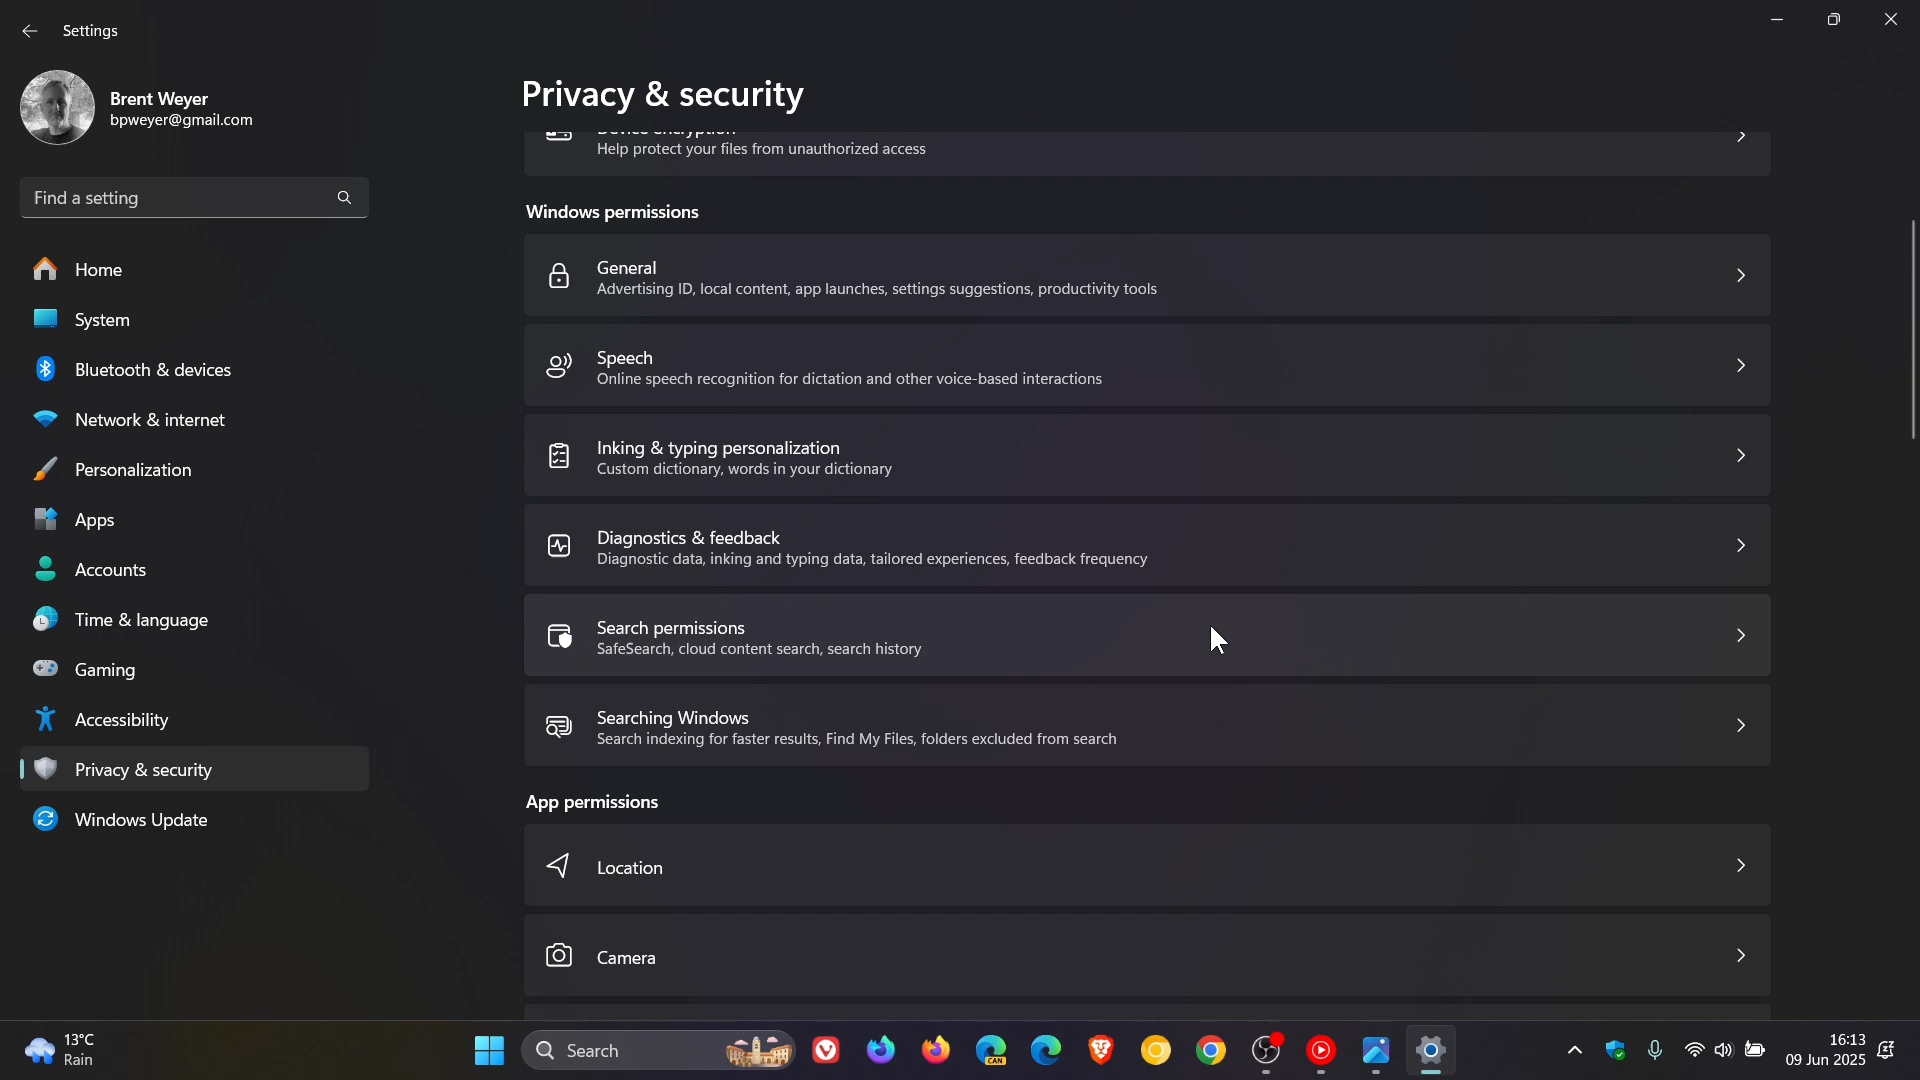 Settings
Brent Weyer
bpweyer@gmail.com
Find a setting
Home
System
Bluetooth & devices
Network & internet
Personalization
Apps
Accounts
Time & language
Gaming
Accessibility
Privacy & security
Windows Update
Privacy & security
Device encryption
Help protect your files from unauthorized access
Windows permissions
General
Advertising ID, local content, app launches, settings suggestions, productivity tools
Speech
Online speech recognition for dictation and other voice-based interactions
Inking & typing personalization
Custom dictionary, words in your dictionary
Diagnostics & feedback
Diagnostic data, inking and typing data, tailored experiences, feedback frequency
Search permissions
SafeSearch, cloud content search, search history
Searching Windows
Search indexing for faster results, Find My Files, folders excluded from search
App permissions
Location
Camera
13°C
Rain
Search
CAN
16:13
09 Jun 2025